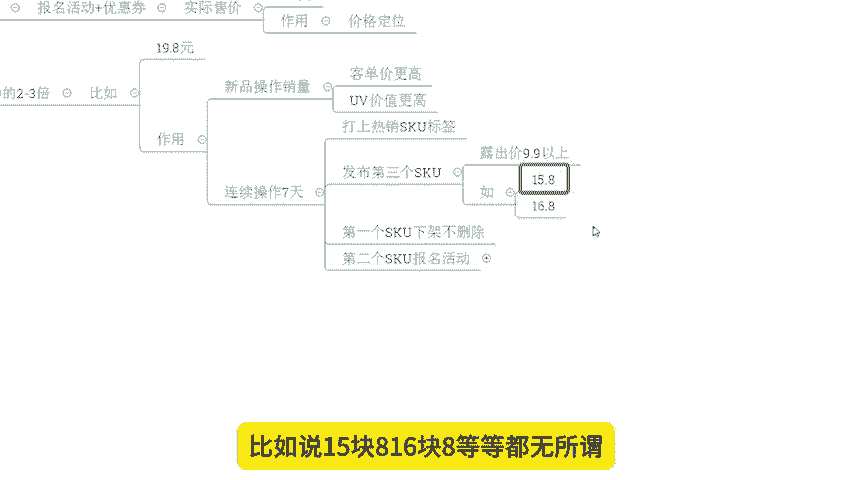 报名活动+优惠券
实际售价
作用
价格定位
19.8元
的2-3倍
比如
新品操作销量
客单价更高
UV价值更高
作用
打上热销SKU标签
露出价9.9以上
发布第三个SKU
15.8
连续操作7天
如
16.8
第一个SKU下架不删除
第二个SKU报名活动
比如说15块816块8等等都无所谓